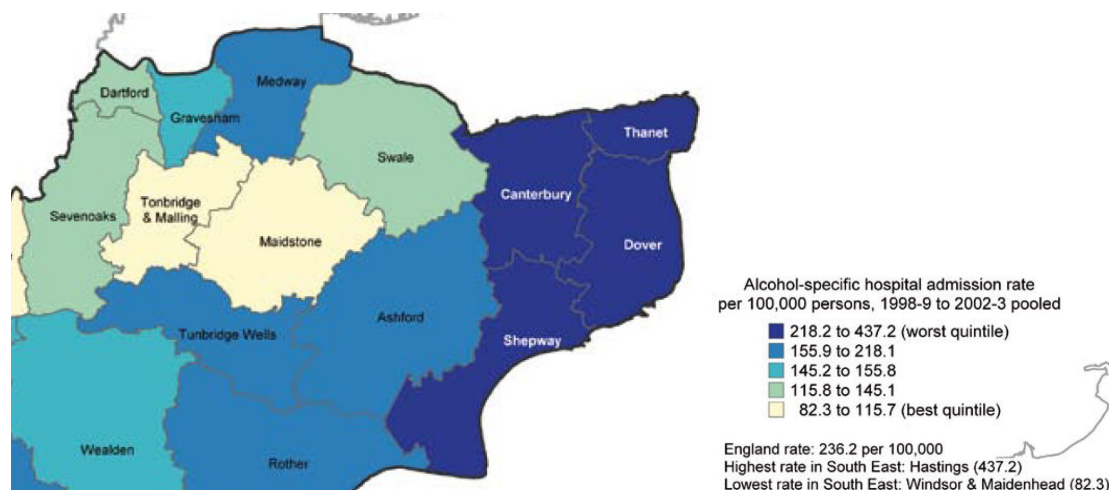 Medway
Dartford
Gravesham
Thanet
Swale
Canterbury
Tonbridge
& Malling
Sevenoaks
Maidstone
Dover
Ashford
Tunbridge Wells
Shepway
Wealden
Rother
Alcohol-specific hospital admission rate
per 100,000 persons, 1998-9 to 2002-3 pooled
218.2 to 437.2 (worst quintile)
155.9 to 218.1
145.2 to 155.8
115.8 to 145.1
82.3 to 115.7 (best quintile)
England rate: 236.2 per 100,000
Highest rate in South East: Hastings (437.2)
Lowest rate in South East: Windsor & Maidenhead (82.3)